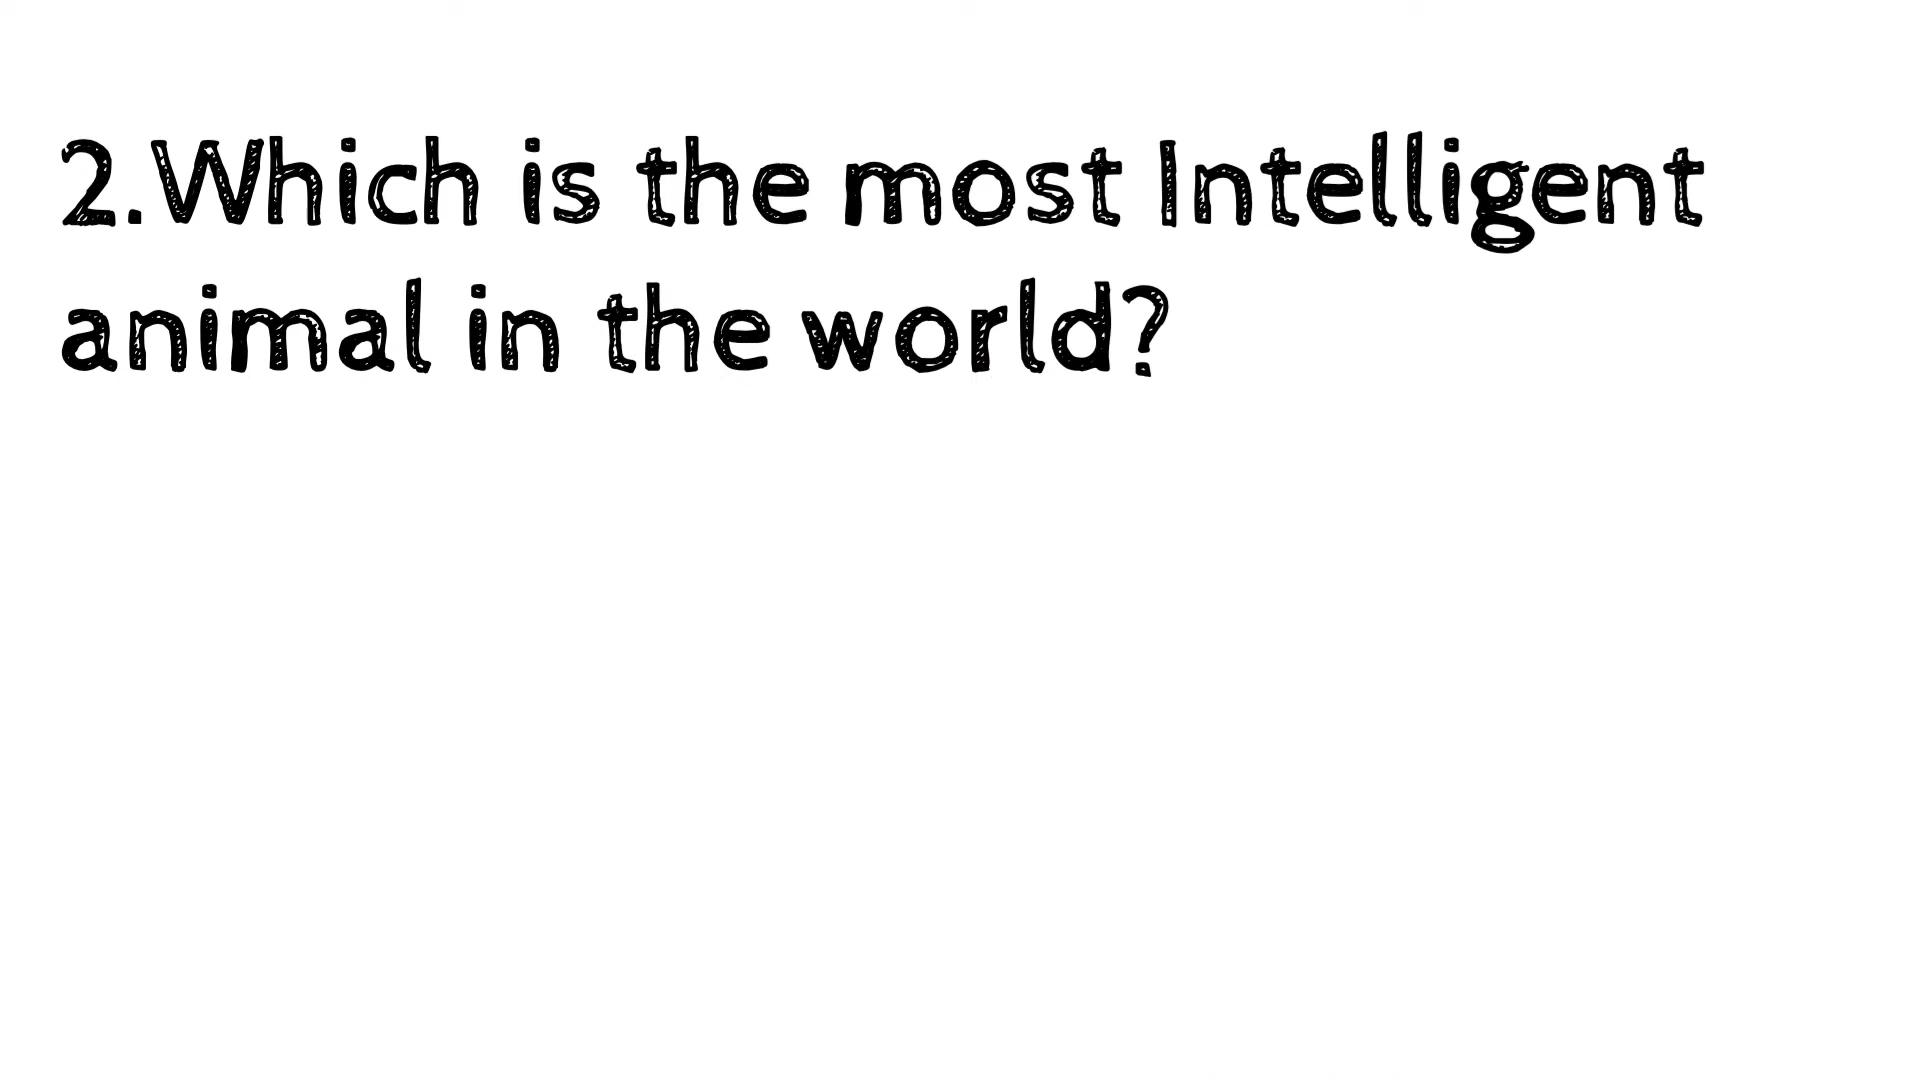 2.Which is the most Intelligent
animal in the world?